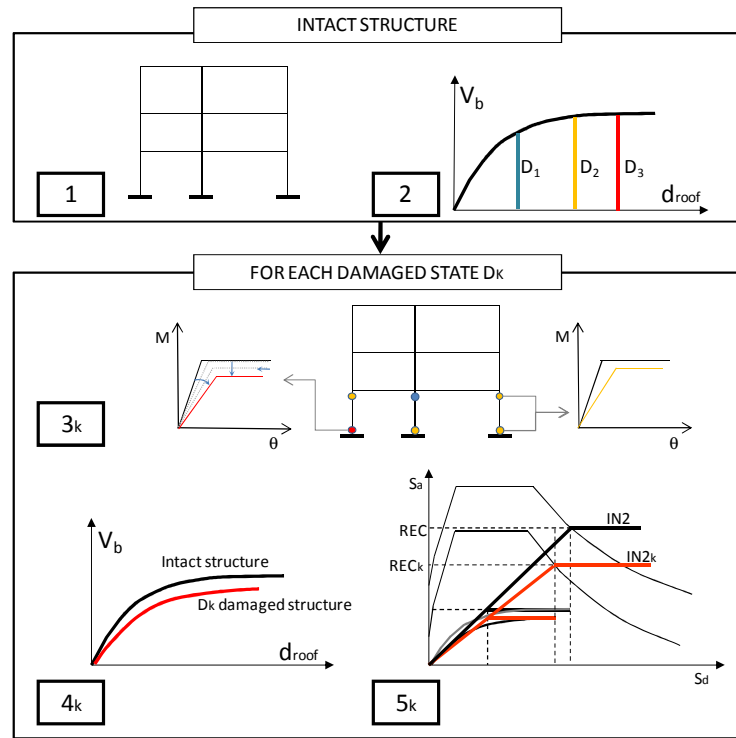 INTACT STRUCTURE
1
2
Vb
D1
D2
D3
droof
FOR EACH DAMAGED STATE DK
3k
M
θ
M
θ
4k
Vb
Intact structure
Dk damaged structure
droof
5k
Sa
REC
RECk
IN2
IN2k
Sd